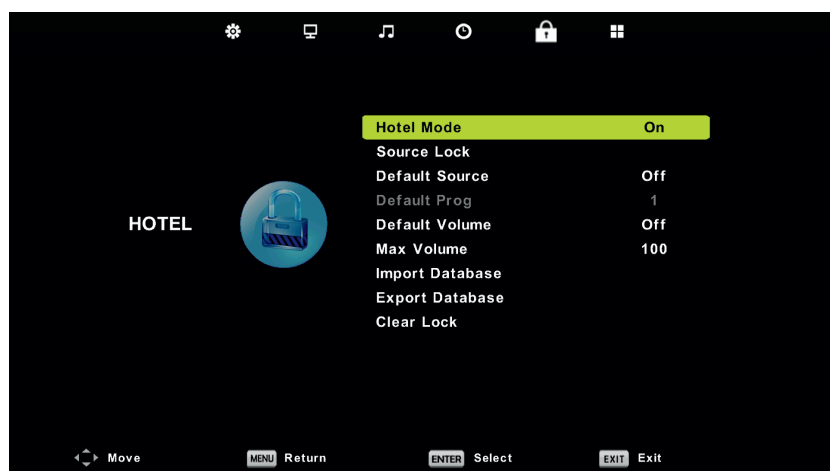 Hotel Mode On
Source Lock
Default Source Off
Default Prog 1
HOTEL
Default Volume Off
Max Volume 100
Import Database
Export Database
Clear Lock
Move MENU Return ENTER Select EXIT Exit